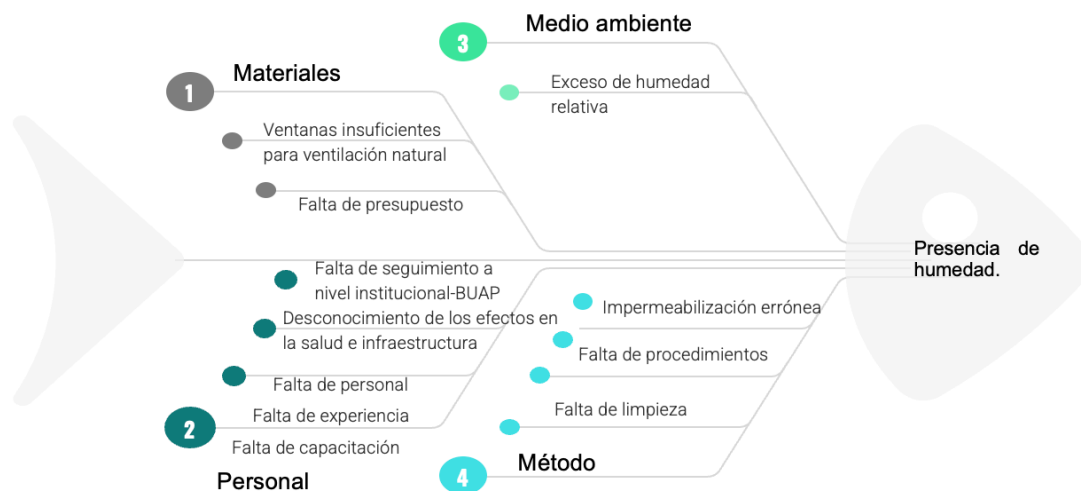 3
Medio ambiente
Exceso de humedad
relativa
1
Materiales
Ventanas insuficientes
para ventilación natural
Falta de presupuesto
Presencia de
humedad.
Falta de seguimiento a
nivel institucional-BUAP
Desconocimiento de los efectos en
la salud e infraestructura
Falta de personal
Falta de experiencia
Falta de capacitación
2
Personal
Impermeabilización errónea
Falta de procedimientos
Falta de limpieza
4
Método